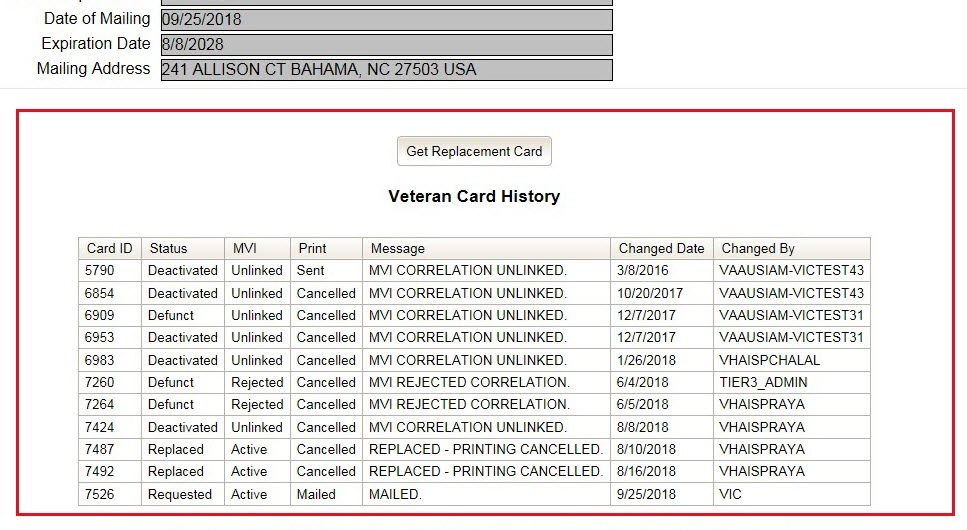 Date of Mailing 09/25/2018
Expiration Date 8/8/2028
Mailing Address 241 ALLISON CT BAHAMA, NC 27503 USA
Get Replacement Card
Veteran Card History
Card ID Status MVI Print Message Changed Date Changed By
5790 Deactivated Unlinked Sent MVI CORRELATION UNLINKED. 3/8/2016 VAAUSIAM-VICTEST43
6854 Deactivated Unlinked Cancelled MVI CORRELATION UNLINKED. 10/20/2017 VAAUSIAM-VICTEST43
6909 Defunct Unlinked Cancelled MVI CORRELATION UNLINKED. 12/7/2017 VAAUSIAM-VICTEST31
6953 Deactivated Unlinked Cancelled MVI CORRELATION UNLINKED. 12/7/2017 VAAUSIAM-VICTEST31
6983 Deactivated Unlinked Cancelled MVI CORRELATION UNLINKED. 1/26/2018 VHAISPCHALAL
7260 Defunct Rejected Cancelled MVI REJECTED CORRELATION. 6/4/2018 TIER3_ADMIN
7264 Defunct Rejected Cancelled MVI REJECTED CORRELATION. 6/5/2018 VHAISPRAYA
7424 Deactivated Unlinked Cancelled MVI CORRELATION UNLINKED. 8/8/2018 VHAISPRAYA
7487 Replaced Active Cancelled REPLACED - PRINTING CANCELLED. 8/10/2018 VHAISPRAYA
7492 Replaced Active Cancelled REPLACED - PRINTING CANCELLED. 8/16/2018 VHAISPRAYA
7526 Requested Active Mailed MAILED. 9/25/2018 VIC